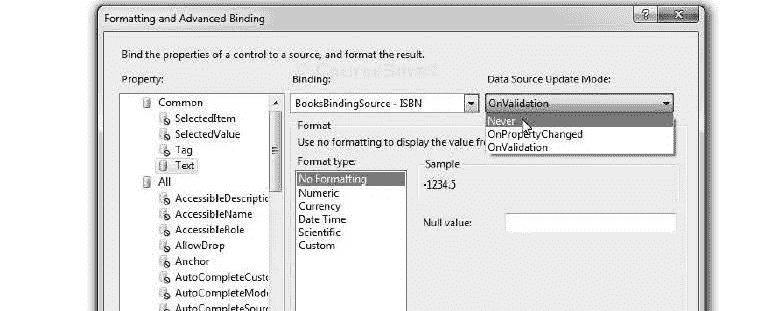 Formatting and Advanced Binding
Bind the properties of a control to a source, and format the result.
CourseSmart
Property:
Binding:
Data Source Update Mode:
Common
SelectedItem
SelectedValue
Tag
Text
All
AccessibleDescriptic
AccessibleName
AccessibleRole
AllowDrop
Anchor
AutoCompleteCustc
AutoCompleteMode
AutoCompleteSourc
BooksBindingSource - ISBN
OnValidation
Never
OnPropertyChanged
OnValidation
Format
Use no formatting to display the value fr
Format type:
No Formatting
Numeric
Currency
Date Time
Scientific
Custom
Sample
-1234.5
Null value: